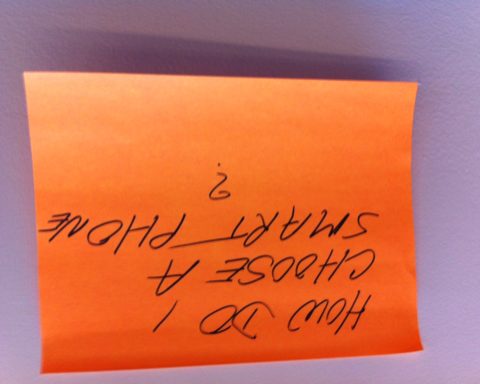 HOW DO I
CHOOSE A
SMART PHONE
?